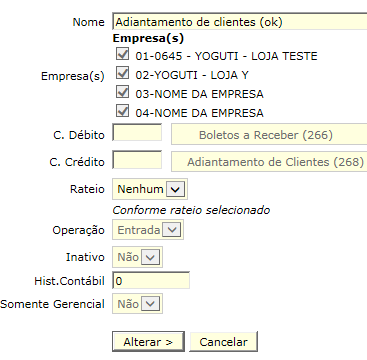 Nome Adiantamento de clientes (ok)
Empresa(s)
01-0645 - YOGUTI - LOJA TESTE
Empresa(s) 02-YOGUTI - LOJA Y
03-NOME DA EMPRESA
04-NOME DA EMPRESA
C. Débito Boletos a Receber (266)
C. Crédito Adiantamento de Clientes (268)
Rateio Nenhum
Conforme rateio selecionado
Operação Entrada
Inativo Não
Hist.Contábil 0
Somente Gerencial Não
Alterar > Cancelar